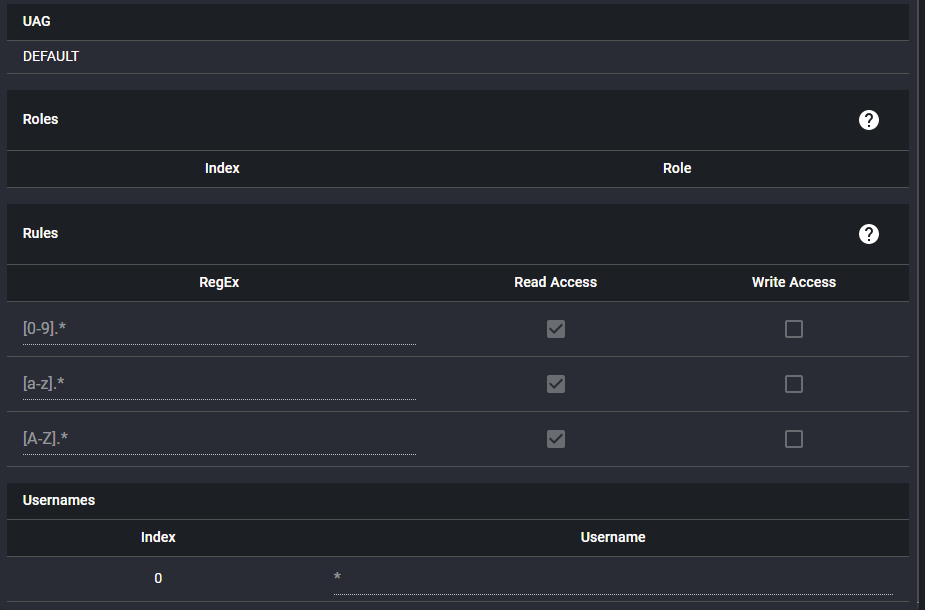 UAG
DEFAULT
Roles
Index Role
Rules
RegEx Read Access Write Access
[0-9].*
[a-z].*
[A-Z].*
Usernames
Index Username
0 *